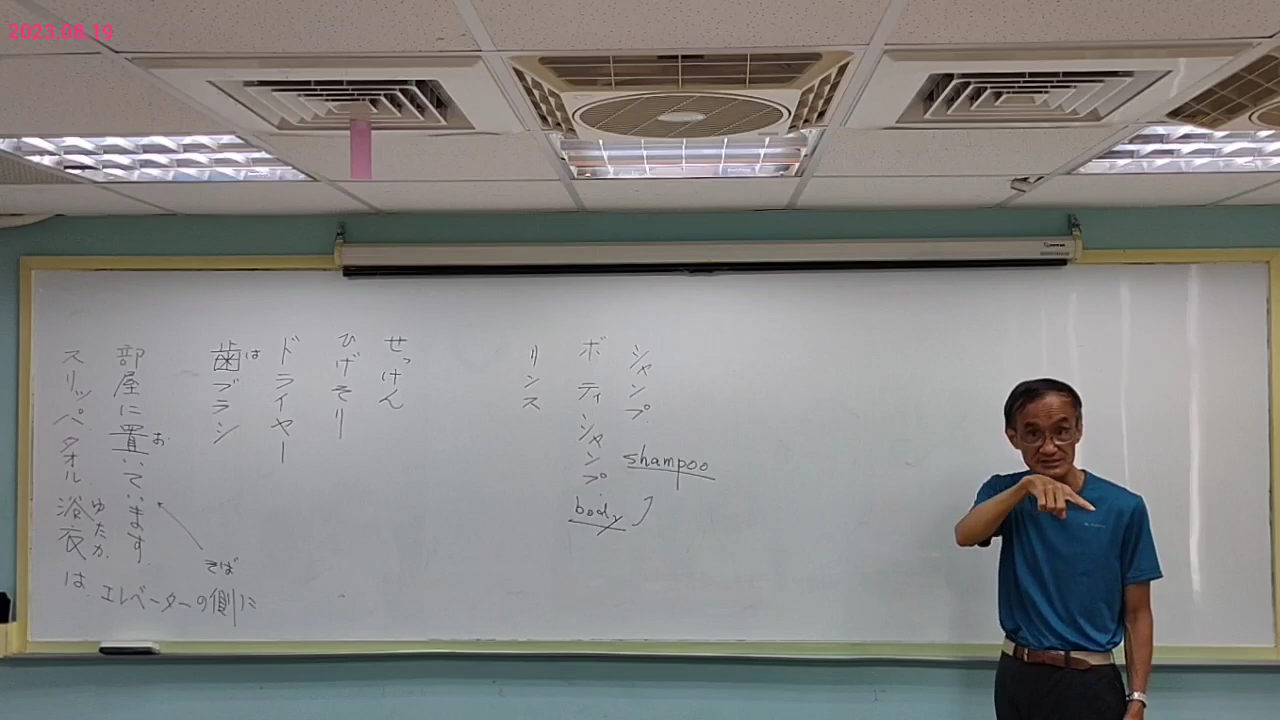 2023.08.19
シャンプ
ボティシャンプ
リンス
shampoo
body
せっけん
ひげそり
ドライヤー
歯ブラシ
は
部屋に置いています
お
スリッパ タオル 浴衣は
ゆたか
そば
エレベーターの側に